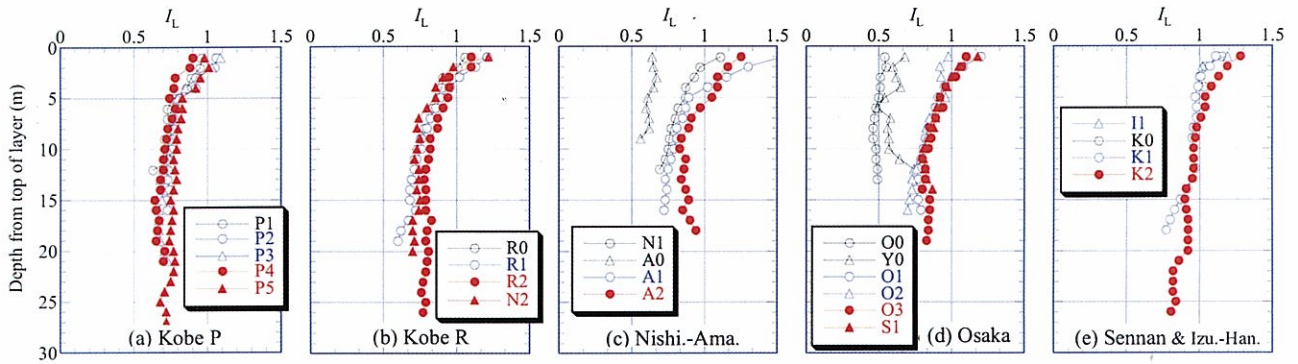 I_L I_L I_L I_L I_L
0 0.5 1 1.5 0 0.5 1 1.5 0 0.5 1 1.5 0 0.5 1 1.5 0 0.5 1 1.5
Depth from top of layer (m)
0
5
10
15
20
25
30
P1
P2
P3
P4
P5
(a) Kobe P
R0
R1
R2
N2
(b) Kobe R
N1
A0
A1
A2
(c) Nishi.-Ama.
O0
Y0
O1
O2
O3
S1
(d) Osaka
I1
K0
K1
K2
(e) Sennan & Izu.-Han.